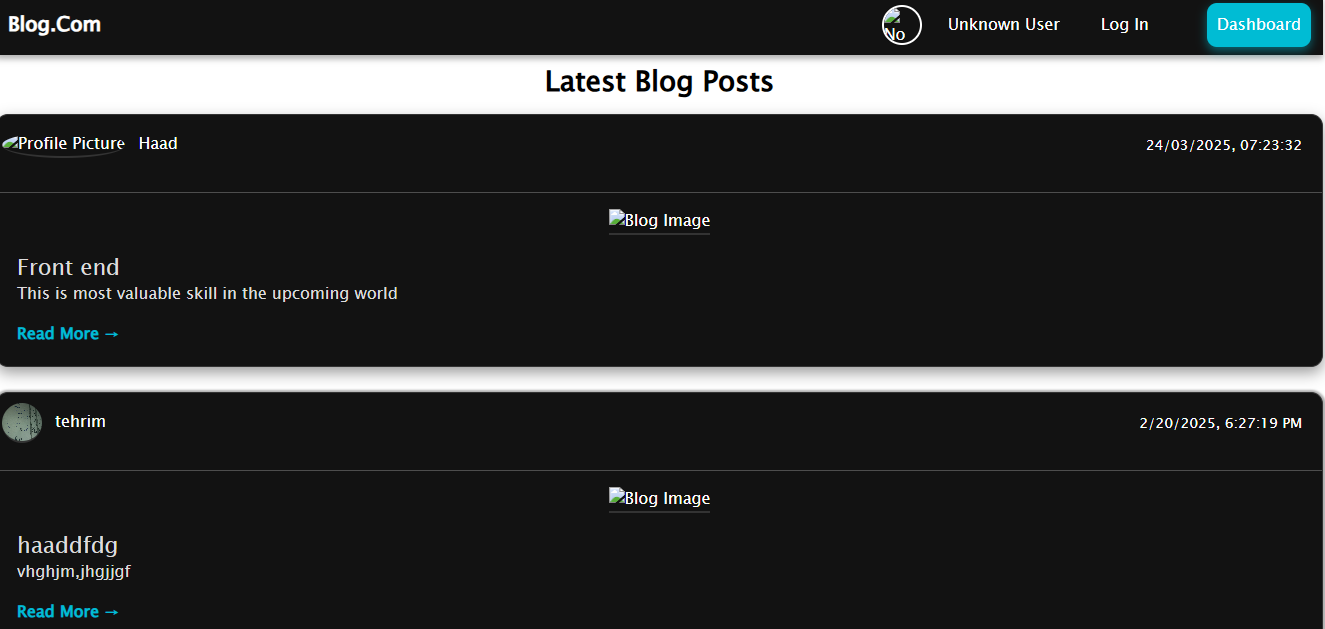 Blog.Com
No Unknown User Log In Dashboard
Latest Blog Posts
Profile Picture Haad 24/03/2025, 07:23:32
Blog Image
Front end
This is most valuable skill in the upcoming world
Read More →
tehrim 2/20/2025, 6:27:19 PM
Blog Image
haaddfdg
vhghjm,jhgjjgf
Read More →